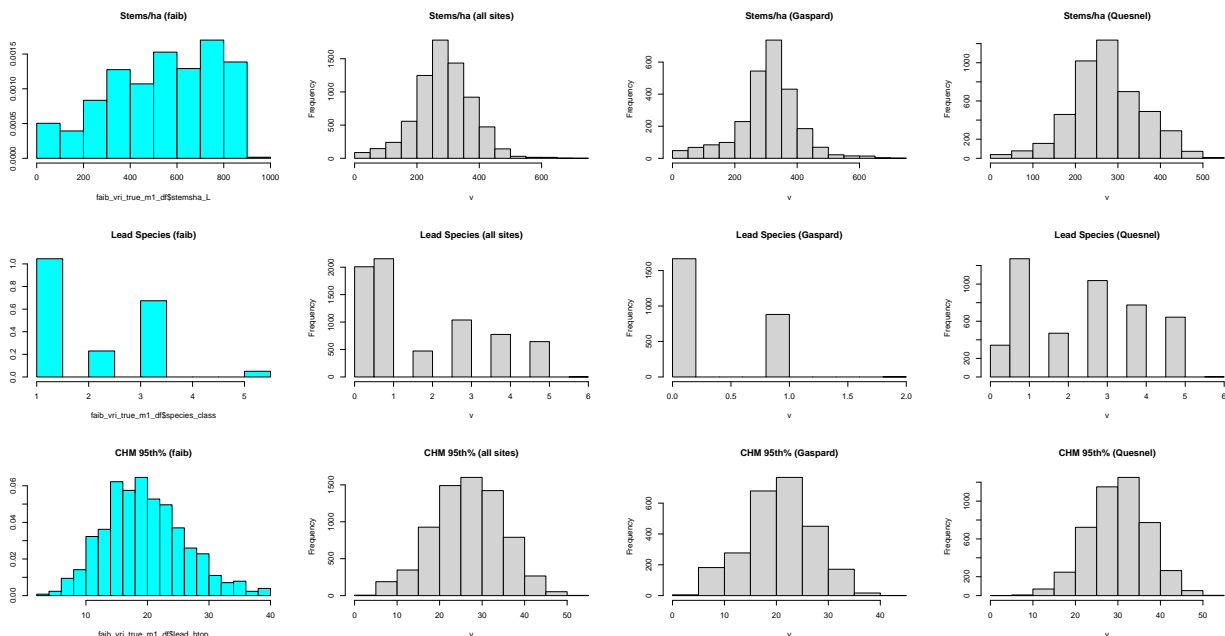 Stems/ha (faib)
0.0000 0.0005 0.0010 0.0015
0 200 400 600 800 1000
faib_vri_true_m1_df$stemsha_L
Stems/ha (all sites)
Frequency
0 500 1000 1500
0 200 400 600
v
Stems/ha (Gaspard)
Frequency
0 200 400 600
0 200 400 600
v
Stems/ha (Quesnel)
Frequency
0 200 600 1000
0 100 200 300 400 500
v
Lead Species (faib)
0.0 0.2 0.4 0.6 0.8 1.0
1 2 3 4 5
faib_vri_true_m1_df$species_class
Lead Species (all sites)
Frequency
0 500 1000 1500 2000
0 1 2 3 4 5 6
v
Lead Species (Gaspard)
Frequency
0 500 1000 1500
0.0 0.5 1.0 1.5 2.0
v
Lead Species (Quesnel)
Frequency
0 200 600 1000
0 1 2 3 4 5 6
v
CHM 95th% (faib)
0.00 0.02 0.04 0.06
10 20 30 40
faib_vri_true_m1_df$lead_htop
CHM 95th% (all sites)
Frequency
0 500 1000 1500
0 10 20 30 40 50
v
CHM 95th% (Gaspard)
Frequency
0 200 400 600
0 10 20 30 40
v
CHM 95th% (Quesnel)
Frequency
0 200 600 1000
0 10 20 30 40 50
v